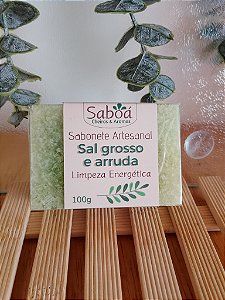 Saboá
Cheiros & Aromas
Sabonete Artesanal
Sal grosso
e arruda
Limpeza Energética
100g